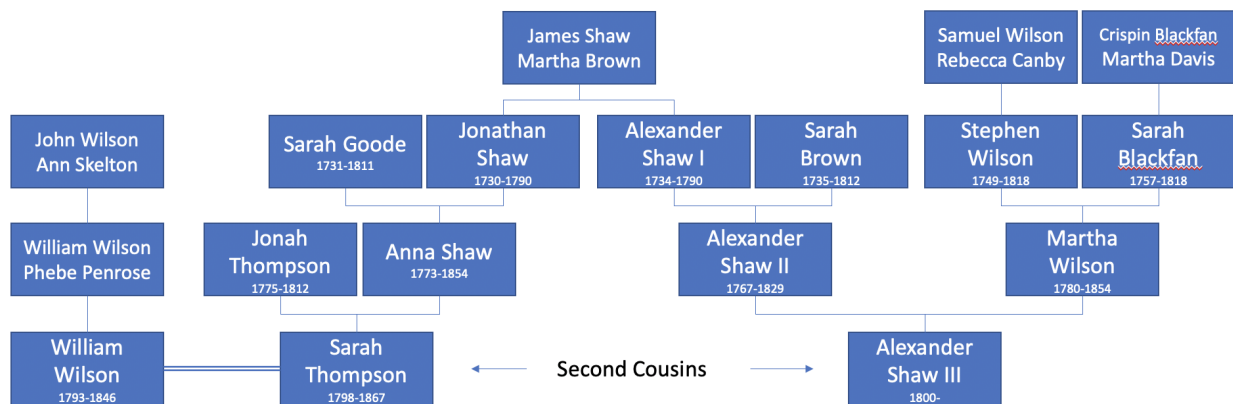 James Shaw
Martha Brown
Samuel Wilson
Rebecca Canby
Crispin Blackfan
Martha Davis
John Wilson
Ann Skelton
Sarah Goode
1731-1811
Jonathan
Shaw
1730-1790
Alexander
Shaw I
1734-1790
Sarah
Brown
1735-1812
Stephen
Wilson
1749-1818
Sarah
Blackfan
1757-1818
William Wilson
Phebe Penrose
Jonah
Thompson
1775-1812
Anna Shaw
1773-1854
Alexander
Shaw II
1767-1829
Martha
Wilson
1780-1854
William
Wilson
1793-1846
Sarah
Thompson
1798-1867
Second Cousins
Alexander
Shaw III
1800-